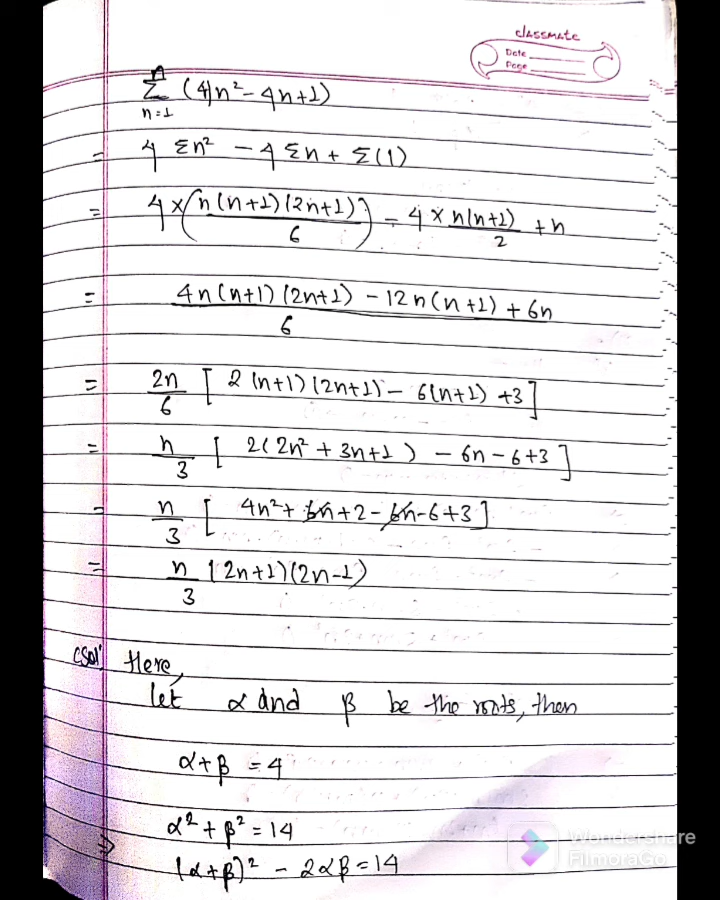 classmate
Date
Page
n
Σ (4n² - 4n + 1)
n = 1
= 4 Σn² - 4 Σn + Σ(1)
= 4 × (n(n+1)(2n+1) / 6) - 4 × n(n+1) / 2 + n
= 4n(n+1)(2n+1) - 12n(n+1) + 6n / 6
= 2n/6 [ 2(n+1)(2n+1) - 6(n+1) + 3 ]
= n/3 [ 2(2n² + 3n + 1) - 6n - 6 + 3 ]
= n/3 [ 4n² + 6n + 2 - 6n - 6 + 3 ]
= n/3 (2n+1)(2n-1)
Here,
let α and β be the roots, then
α + β = 4
α² + β² = 14
⇒ (α + β)² - 2αβ = 14
Wondershare
FilmoraGo